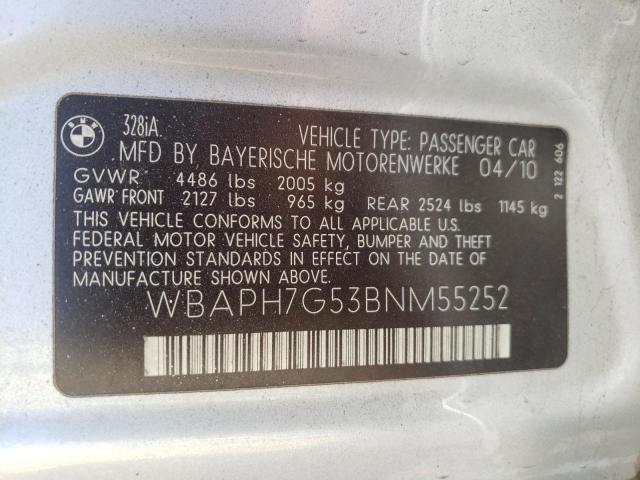 BMW
328iA
VEHICLE TYPE: PASSENGER CAR
MFD BY BAYERISCHE MOTORENWERKE 04/10
GVWR 4486 lbs 2005 kg
GAWR FRONT 2127 lbs 965 kg REAR 2524 lbs 1145 kg
THIS VEHICLE CONFORMS TO ALL APPLICABLE U.S.
FEDERAL MOTOR VEHICLE SAFETY, BUMPER AND THEFT
PREVENTION STANDARDS IN EFFECT ON THE DATE OF
MANUFACTURE SHOWN ABOVE.
WBAPH7G53BNM55252
2 122 606